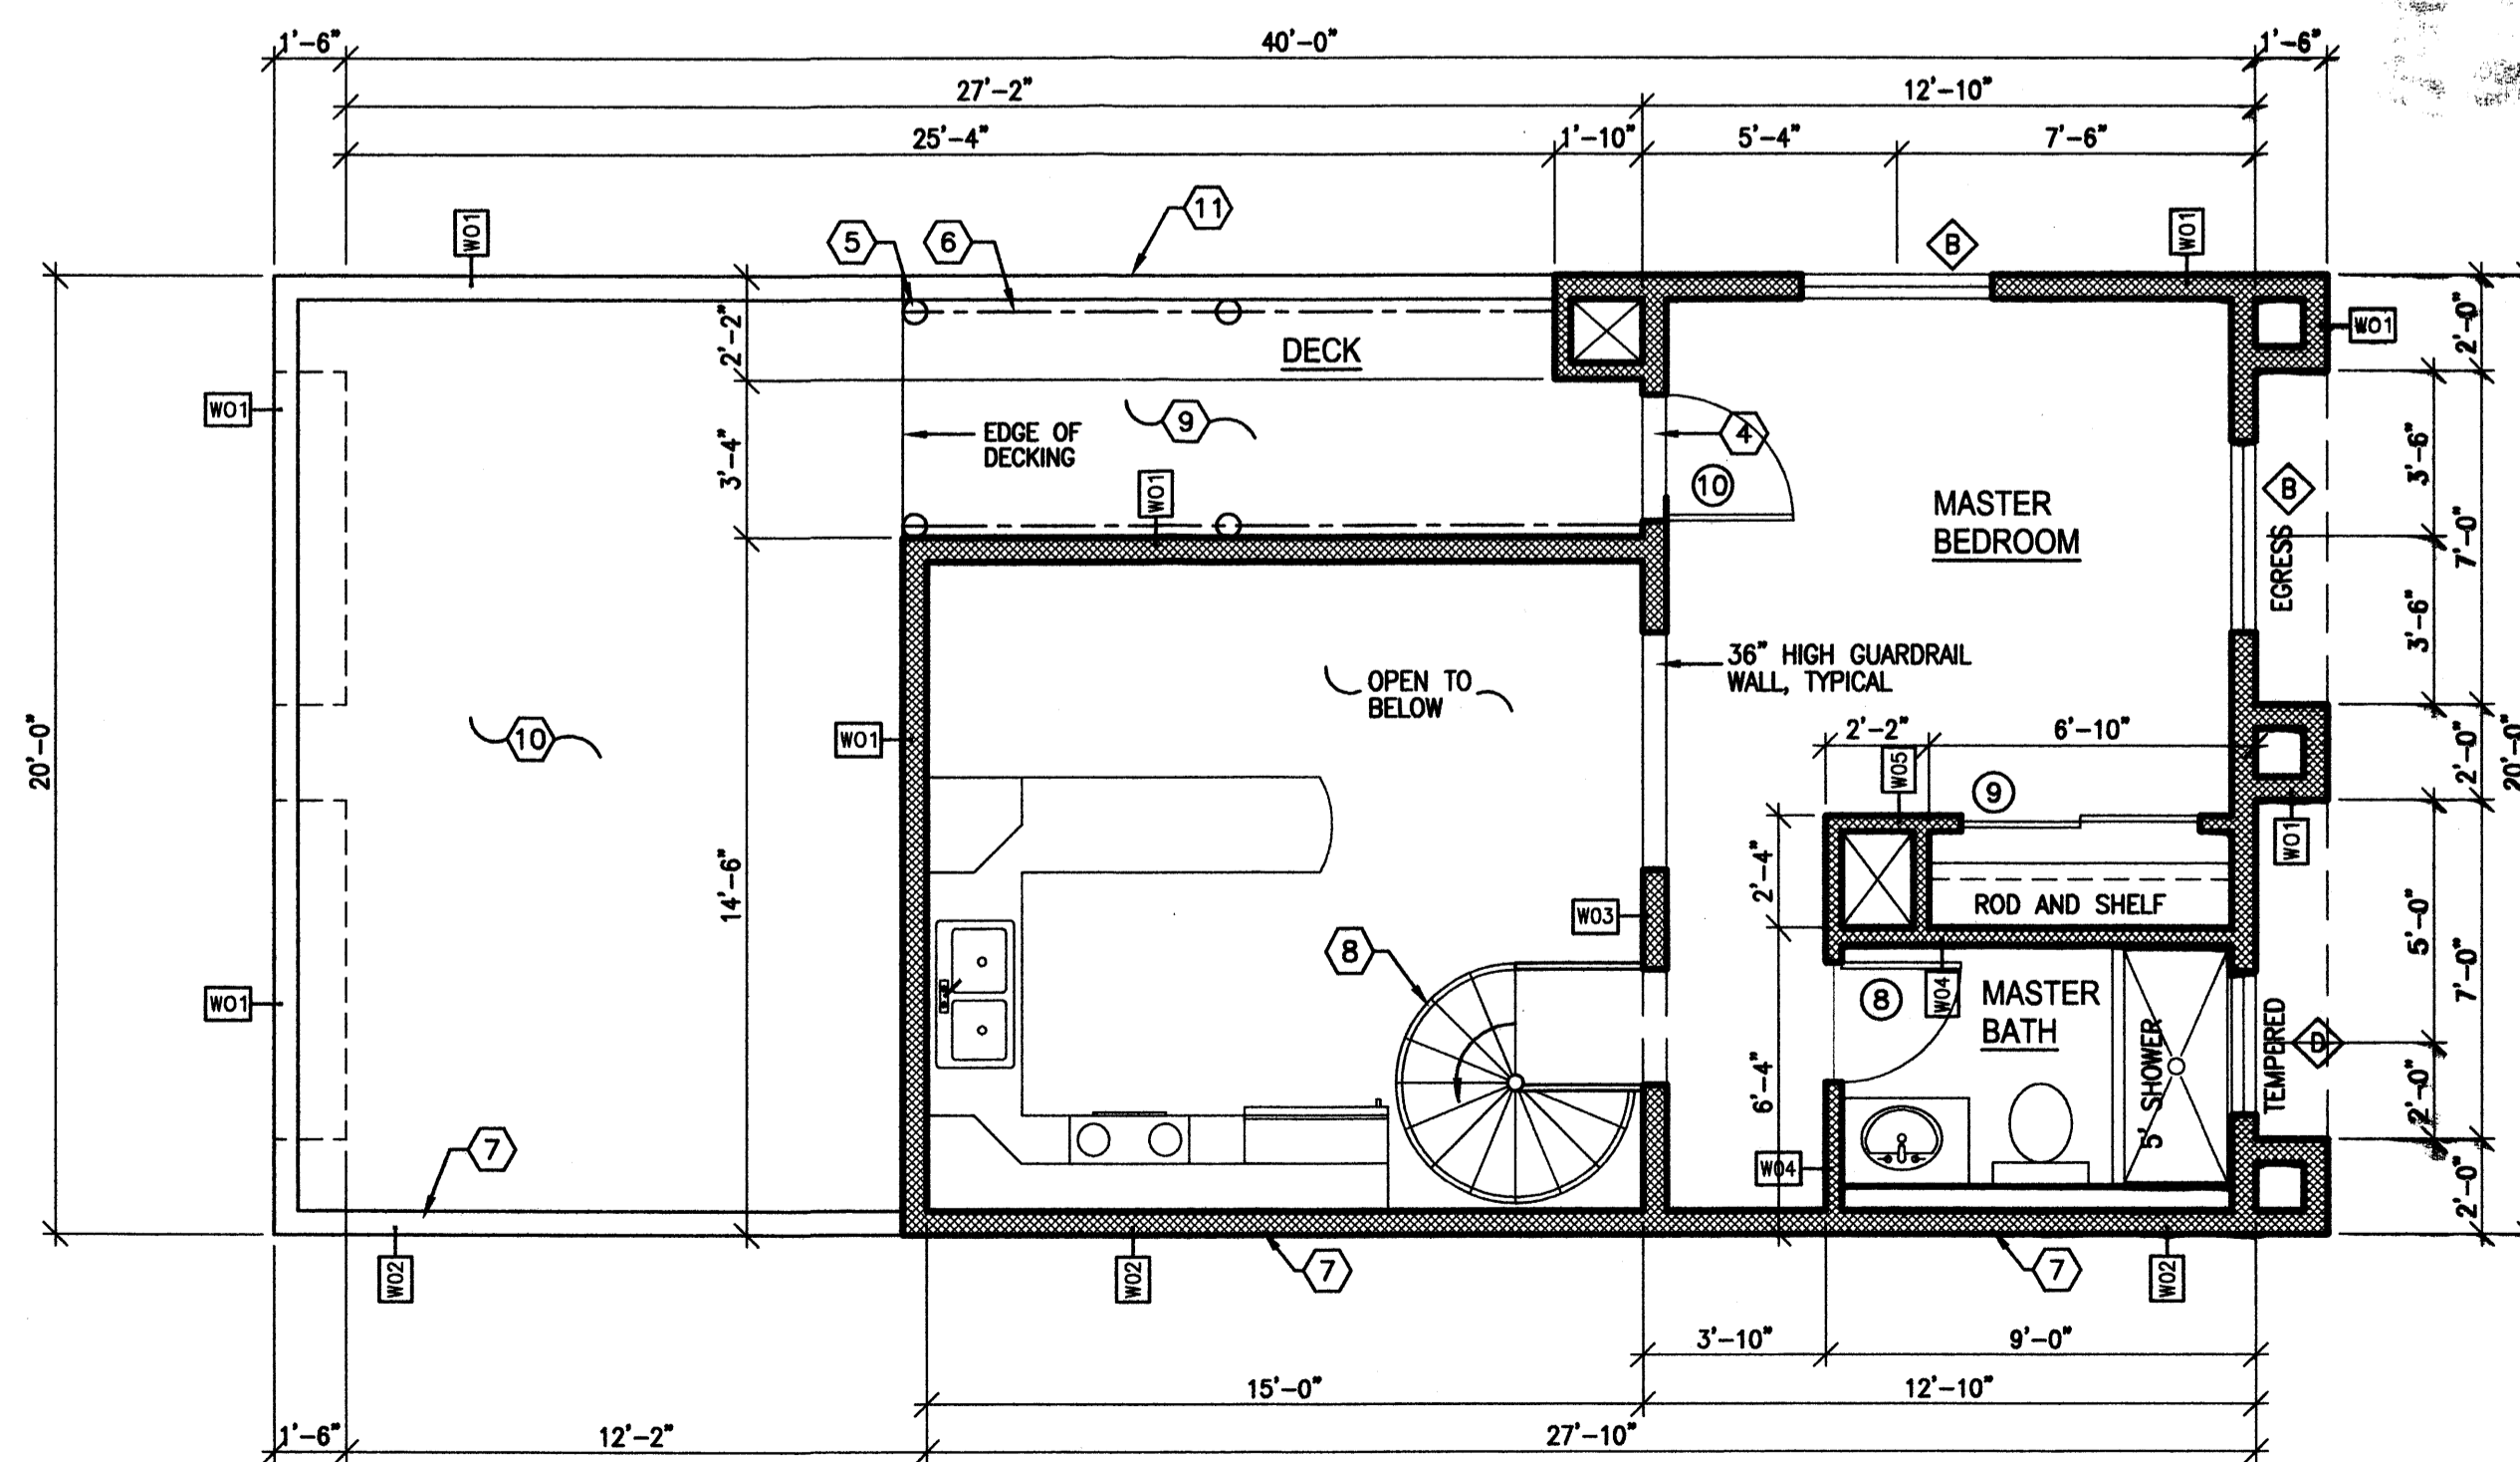 1'-6" 40'-0" 1'-6"
27'-2" 12'-10"
25'-4" 1'-10" 5'-4" 7'-6"
11
W01 5 6 B W01
W01
2'-2" DECK 2'-0"
W01 9 4
EDGE OF
DECKING
3'-4" W01 10 3'-6"
B
MASTER
BEDROOM
EGRESS 7'-0"
3'-6"
36" HIGH GUARDRAIL
WALL, TYPICAL
OPEN TO
BELOW
20'-0" 10 W01
2'-2" 6'-10" 2'-0" 20'-0"
W05 9
W01
14'-6" 2'-4"
W03 ROD AND SHELF 5'-0"
8
W01 8 W04 7'-0"
MASTER
BATH
5' SHOWER TEMPERED D
6'-4" 2'-0"
7 W04 2'-0"
W02 W02 7 7 W02
3'-10" 9'-0"
15'-0" 12'-10"
1'-6" 12'-2" 27'-10"